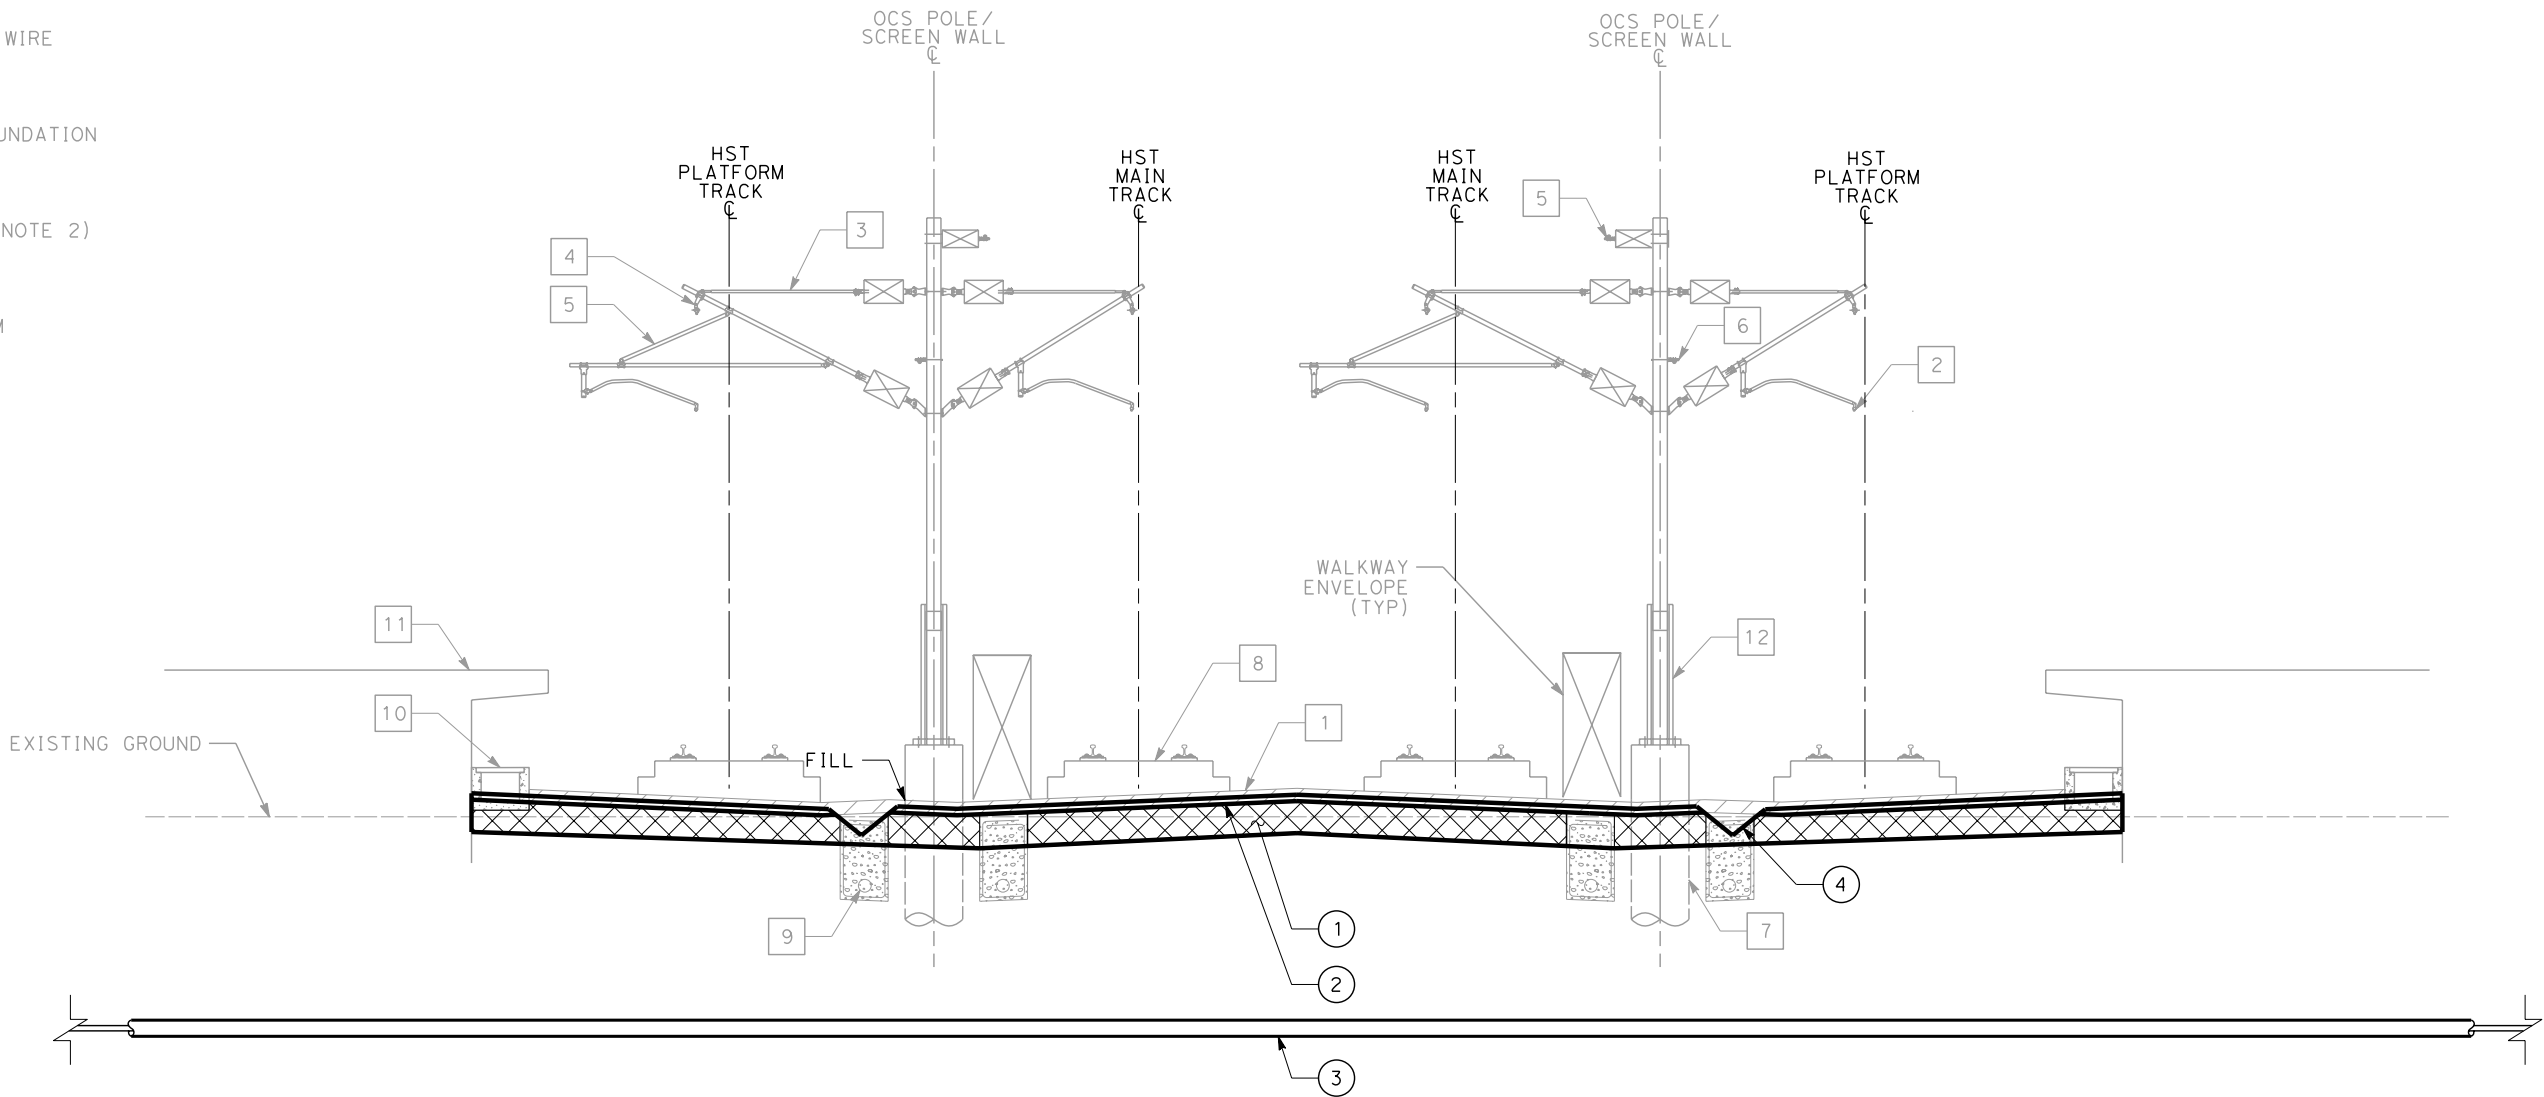 WIRE
UNDATION
NOTE 2)
M
OCS POLE/
SCREEN WALL
℄
OCS POLE/
SCREEN WALL
℄
HST
PLATFORM
TRACK
℄
HST
MAIN
TRACK
℄
HST
MAIN
TRACK
℄
HST
PLATFORM
TRACK
℄
3
5
4
5
6
2
WALKWAY
ENVELOPE
(TYP)
11
12
8
10
1
EXISTING GROUND
FILL
4
9
1
7
2
3